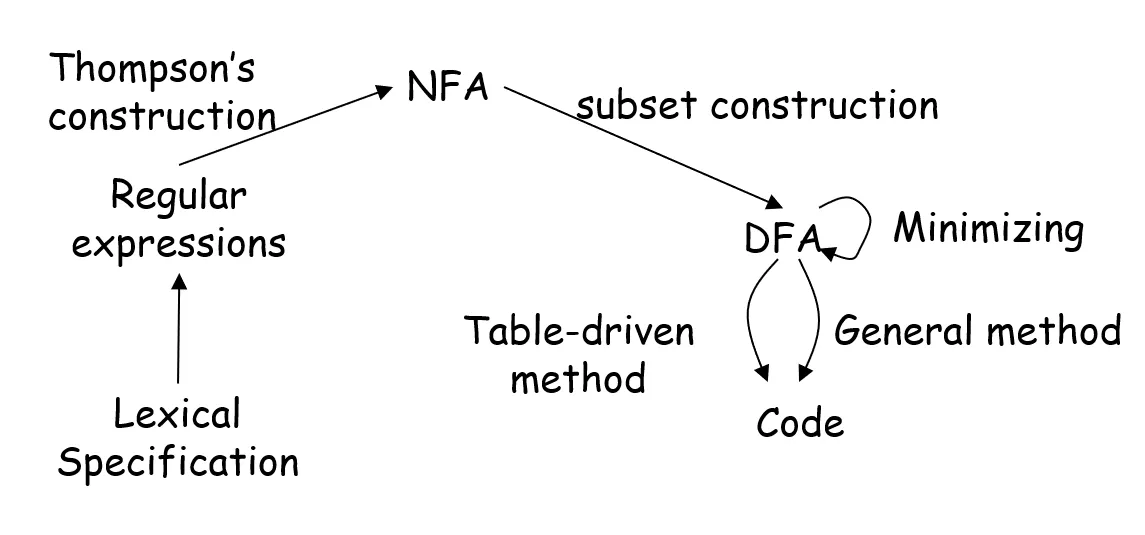 Thompson's
construction
NFA
subset construction
Regular
expressions
DFA
Minimizing
Table-driven
method
General method
Lexical
Specification
Code